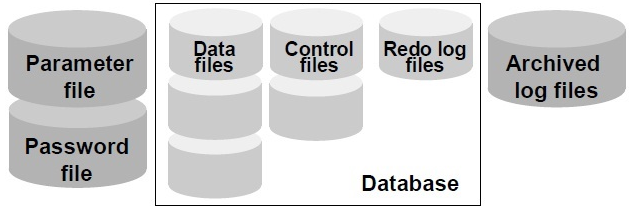 Parameter
file
Password
file
Data
files
Control
files
Redo log
files
Database
Archived
log files